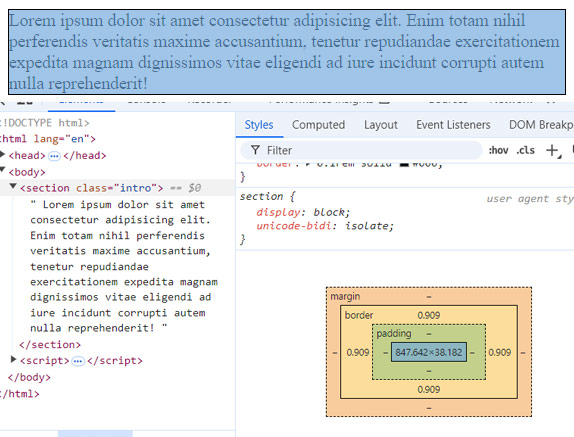 Lorem ipsum dolor sit amet consectetur adipisicing elit. Enim totam nihil
perferendis veritatis maxime accusantium, tenetur repudiandae exercitationem
expedita magnam dignissimos vitae eligendi ad iure incidunt corrupti autem
nulla reprehenderit!
!DOCTYPE html>
html lang="en">
<head> ⋯ </head>
<body>
<section class="intro"> == $0
" Lorem ipsum dolor sit amet
consectetur adipisicing elit.
Enim totam nihil perferendis
veritatis maxime accusantium,
tenetur repudiandae
exercitationem expedita magnam
dignissimos vitae eligendi ad
iure incidunt corrupti autem
nulla reprehenderit! "
</section>
<script> ⋯ </script>
</body>
/html>
Styles Computed Layout Event Listeners DOM Breakp
Filter :hov .cls
border: 0.1rem solid #000;
}
section { user agent sty
display: block;
unicode-bidi: isolate;
}
margin –
border 0.909
padding –
– 0.909 – 847.642×38.182 – 0.909 –
–
0.909
–